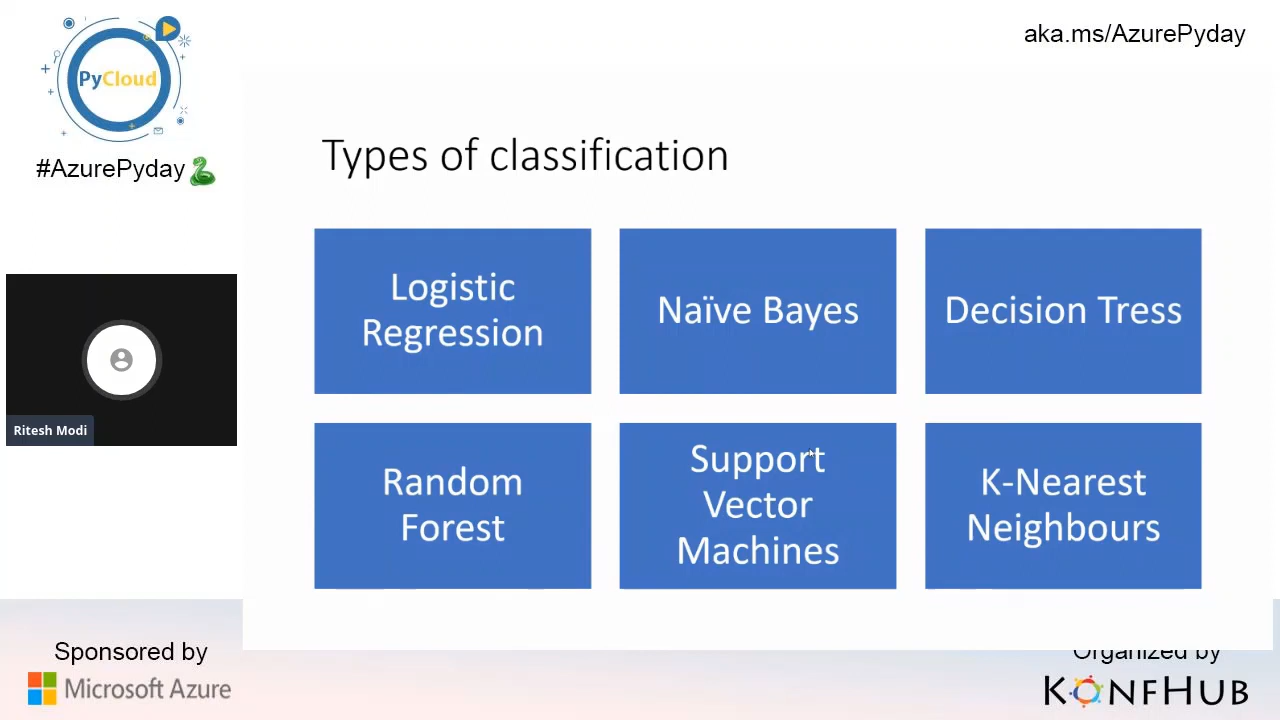 aka.ms/AzurePyday
PyCloud
#AzurePyday
Types of classification
Logistic
Regression
Naïve Bayes
Decision Tress
Random
Forest
Support
Vector
Machines
K-Nearest
Neighbours
Ritesh Modi
Sponsored by
Microsoft Azure
Organized by
KONFHUB